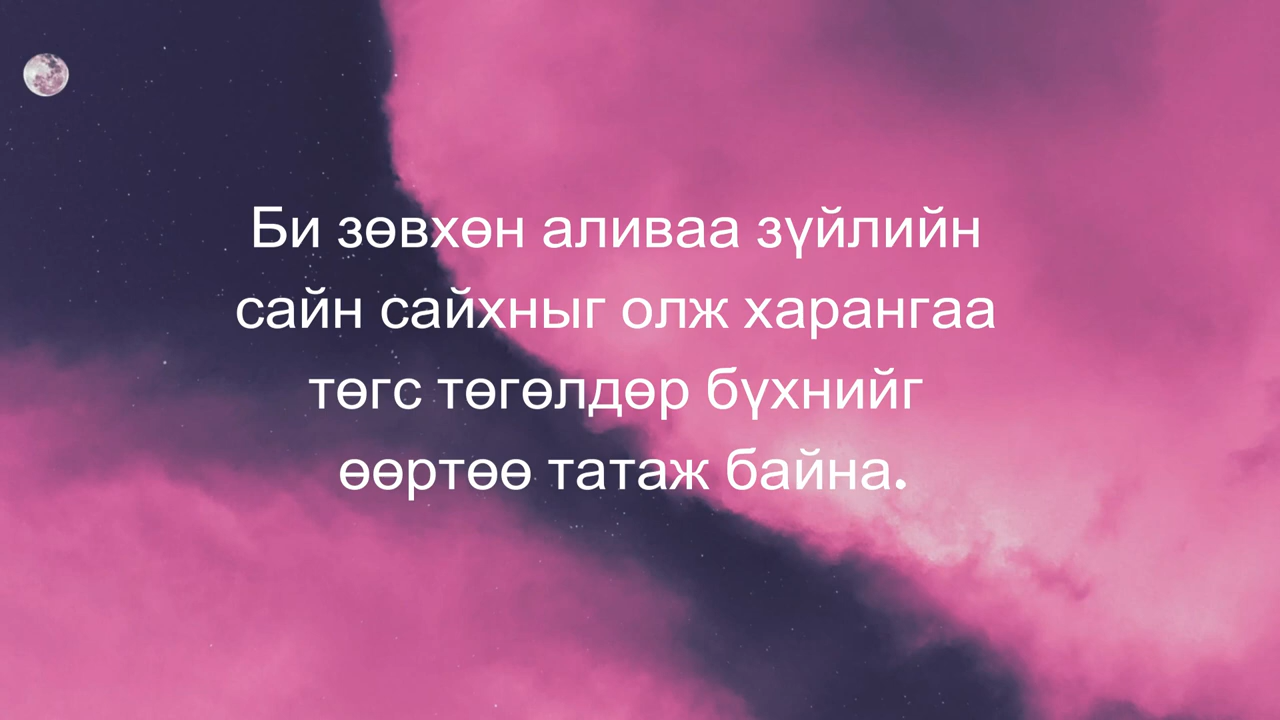 Би зөвхөн аливаа зүйлийн
сайн сайхныг олж харангаа
төгс төгөлдөр бүхнийг
өөртөө татаж байна.